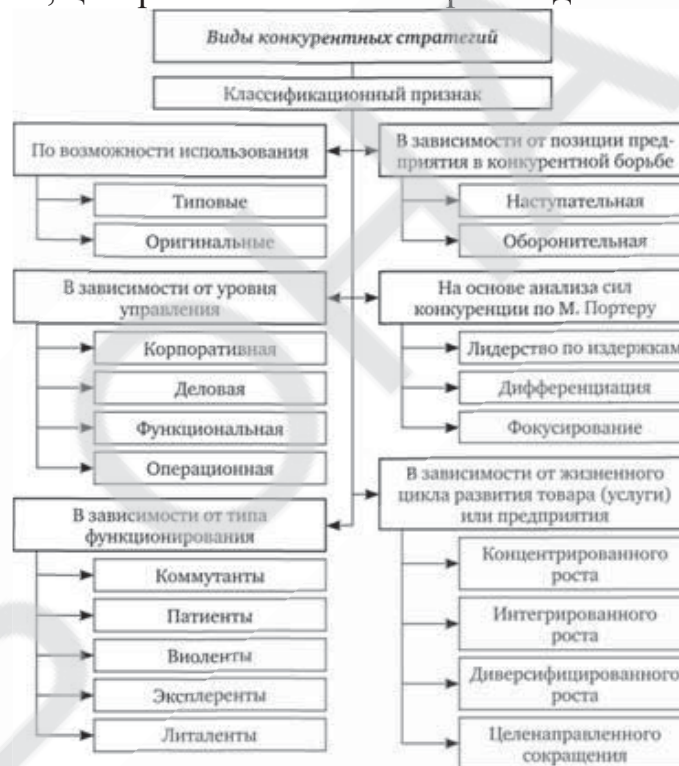 Виды конкурентных стратегий
Классификационный признак
По возможности использования
Типовые
Оригинальные
В зависимости от уровня
управления
Корпоративная
Деловая
Функциональная
Операционная
В зависимости от типа
функционирования
Коммутанты
Патиенты
Виоленты
Эксплеренты
Литаленты
В зависимости от позиции пред-
приятия в конкурентной борьбе
Наступательная
Оборонительная
На основе анализа сил
конкуренции по М. Портеру
Лидерство по издержкам
Дифференциация
Фокусирование
В зависимости от жизненного
цикла развития товара (услуги)
или предприятия
Концентрированного
роста
Интегрированного
роста
Диверсифицированного
роста
Целенаправленного
сокращения